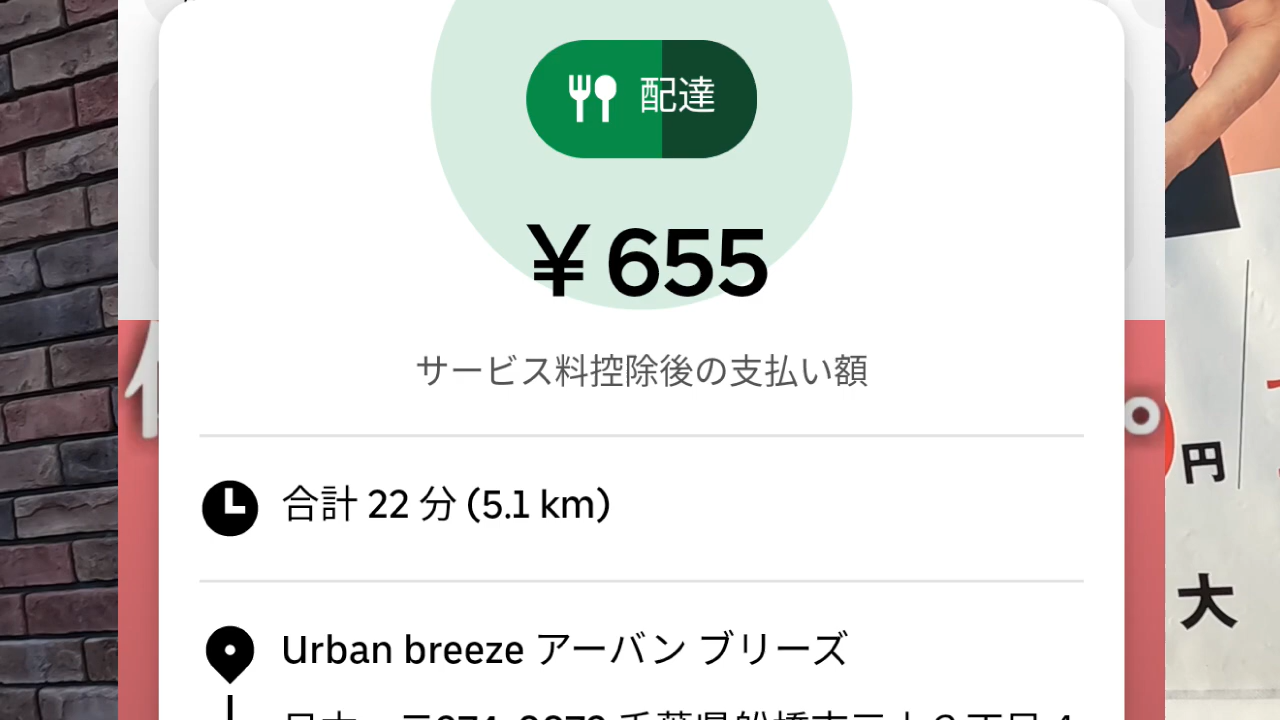 配達
¥655
サービス料控除後の支払い額
合計 22 分 (5.1 km)
Urban breeze アーバン ブリーズ
円
大